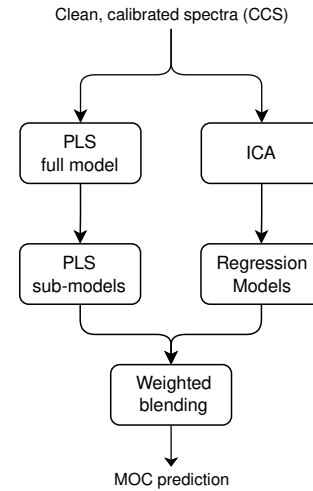 Clean, calibrated spectra (CCS)
PLS
full model
ICA
PLS
sub-models
Regression
Models
Weighted
blending
MOC prediction